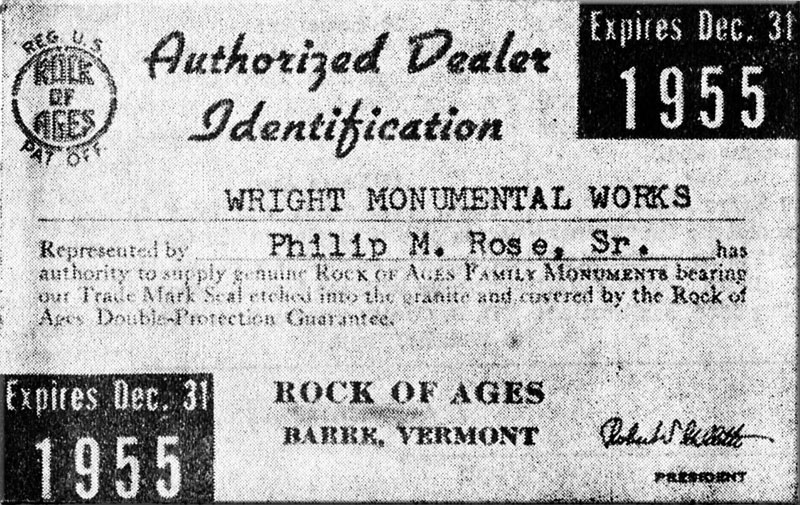 REG. U.S.
ROCK
OF
AGES
PAT. OFF.
Authorized Dealer
Identification
Expires Dec. 31
1955
WRIGHT MONUMENTAL WORKS
Represented by Philip M. Rose, Sr. has
authority to supply genuine ROCK OF AGES FAMILY MONUMENTS bearing
our Trade Mark Seal etched into the granite and covered by the Rock of
Ages Double-Protection Guarantee.
Expires Dec. 31
1955
ROCK OF AGES
BARRE, VERMONT
PRESIDENT